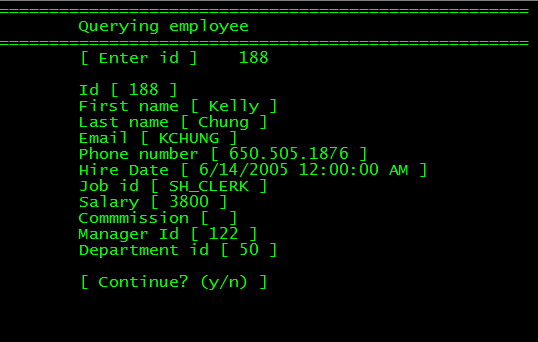 =====================================================
Querying employee
=====================================================
[ Enter id ]    188
Id [ 188 ]
First name [ Kelly ]
Last name [ Chung ]
Email [ KCHUNG ]
Phone number [ 650.505.1876 ]
Hire Date [ 6/14/2005 12:00:00 AM ]
Job id [ SH_CLERK ]
Salary [ 3800 ]
Commmission [  ]
Manager Id [ 122 ]
Department id [ 50 ]
[ Continue? (y/n) ]